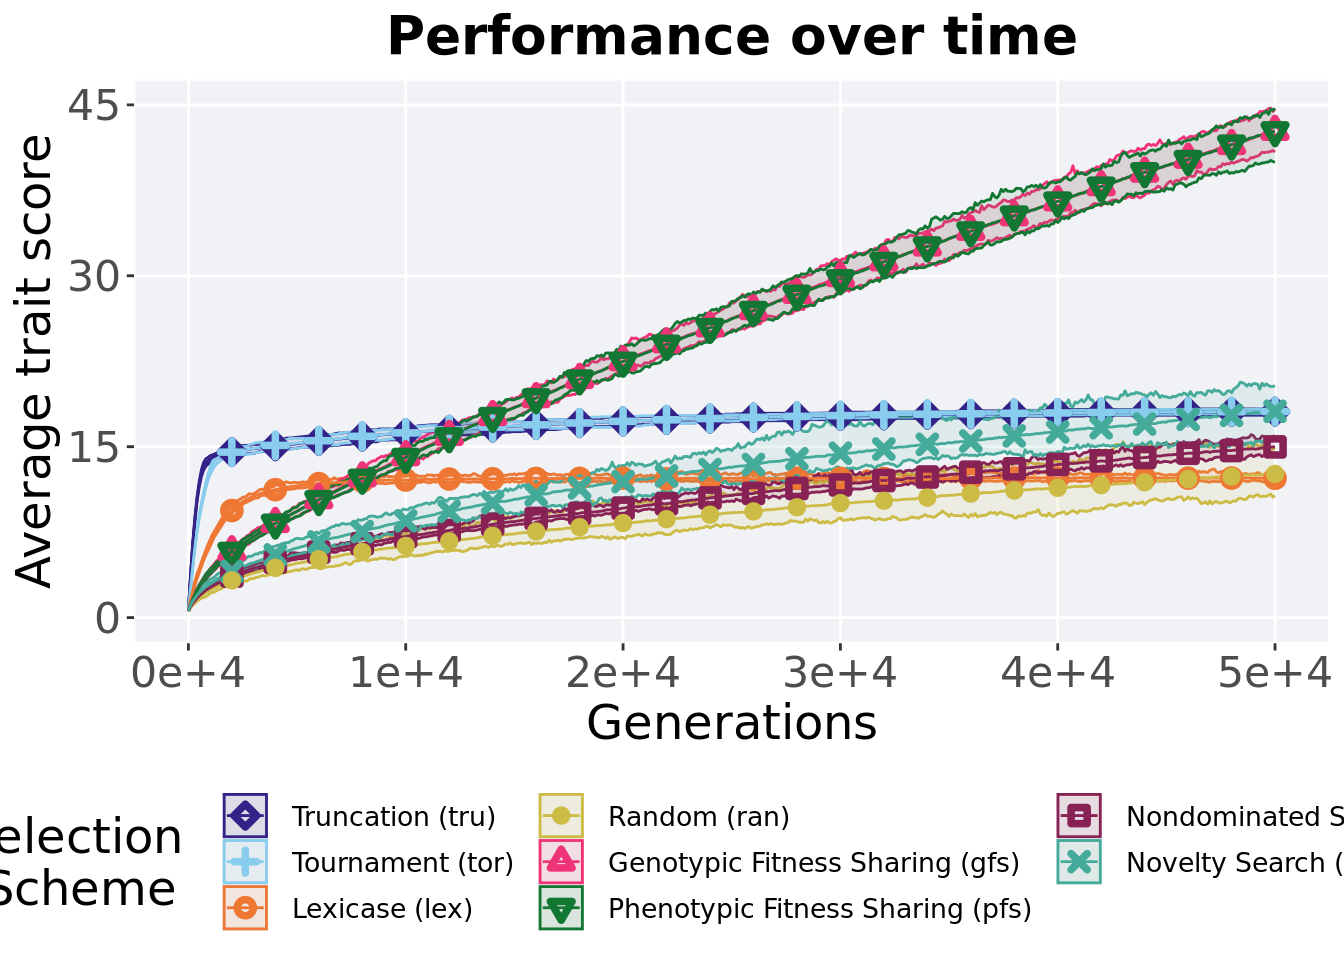 Performance over time
Average trait score
45
30
15
0
0e+4 1e+4 2e+4 3e+4 4e+4 5e+4
Generations
election
Scheme
Truncation (tru)
Tournament (tor)
Lexicase (lex)
Random (ran)
Genotypic Fitness Sharing (gfs)
Phenotypic Fitness Sharing (pfs)
Nondominated S
Novelty Search (